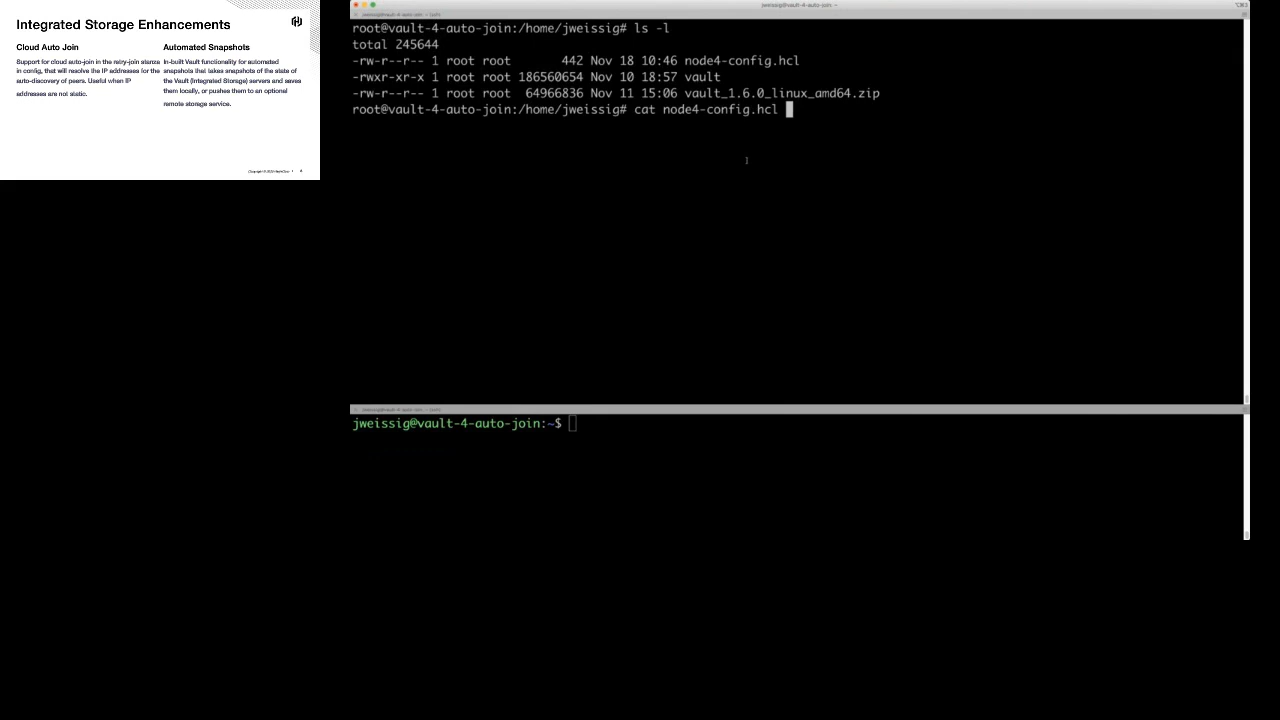 Integrated Storage Enhancements
Cloud Auto Join
Support for cloud auto-join in the retry-join stanza
in config, that will resolve the IP addresses for the
auto-discovery of peers. Useful when IP
addresses are not static.
Automated Snapshots
In-built Vault functionality for automated
snapshots that takes snapshots of the state of
the Vault (Integrated Storage) servers and saves
them locally, or pushes them to an optional
remote storage service.
jweissig@vault-4-auto-join: ~
root@vault-4-auto-join:/home/jweissig# ls -l
total 245644
-rw-r--r-- 1 root root       442 Nov 18 10:46 node4-config.hcl
-rwxr-xr-x 1 root root 186560654 Nov 10 18:57 vault
-rw-r--r-- 1 root root  64966836 Nov 11 15:06 vault_1.6.0_linux_amd64.zip
root@vault-4-auto-join:/home/jweissig# cat node4-config.hcl
jweissig@vault-4-auto-join:~$